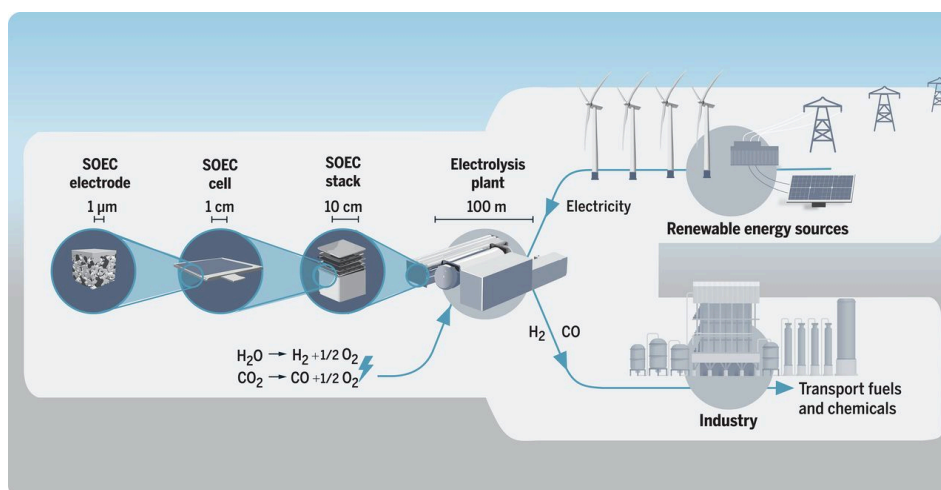 SOEC
electrode
1 µm
SOEC
cell
1 cm
SOEC
stack
10 cm
Electrolysis
plant
100 m
Electricity
Renewable energy sources
H₂O → H₂ +1/2 O₂
CO₂ → CO +1/2 O₂
H₂ CO
Industry
Transport fuels
and chemicals